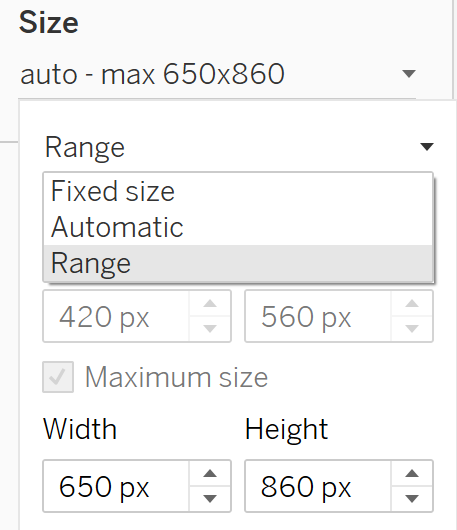 Size
auto - max 650x860
Range
Fixed size
Automatic
Range
420 px 560 px
Maximum size
Width Height
650 px 860 px